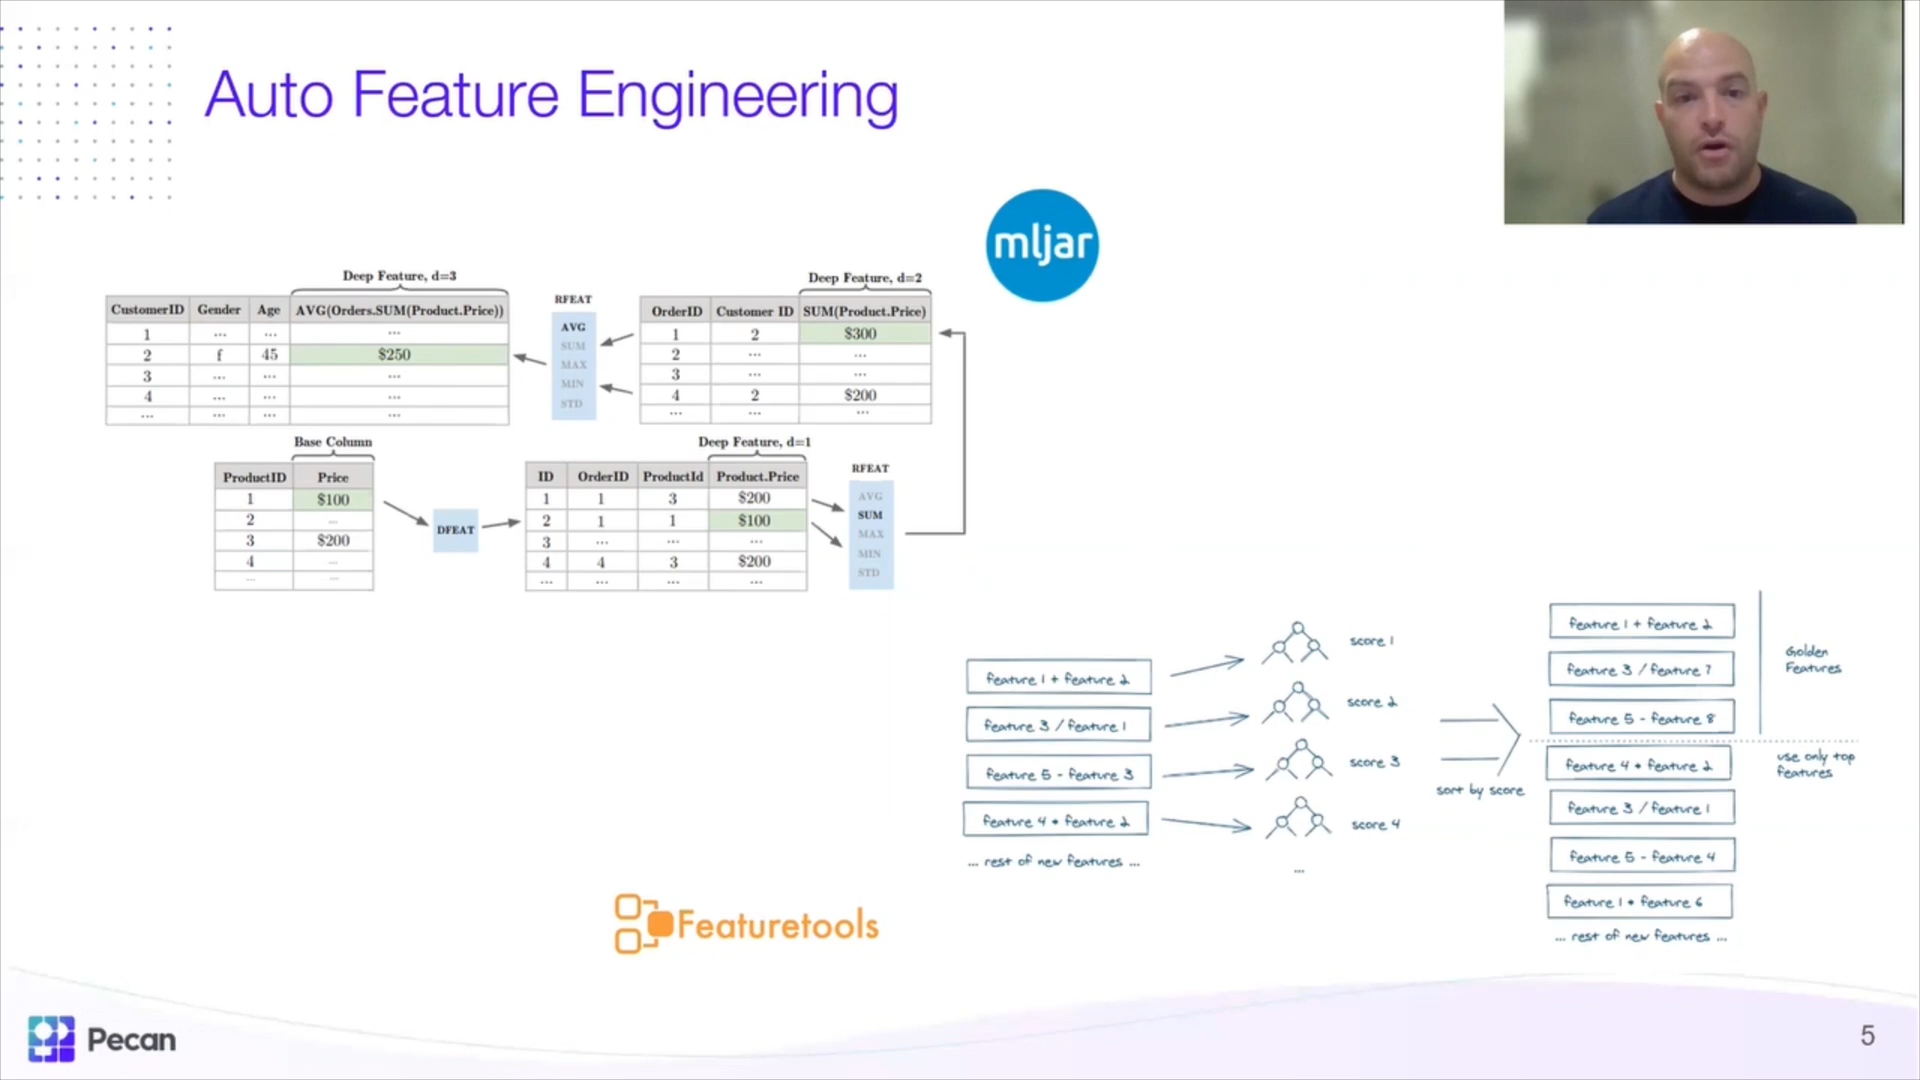 Auto Feature Engineering
mljar
Deep Feature, d=3
CustomerID Gender Age AVG(Orders.SUM(Product.Price))
1 ... ... ...
2 f 45 $250
3 ... ... ...
4 ... ... ...
... ...
RFEAT
AVG
SUM
MAX
MIN
STD
Deep Feature, d=2
OrderID Customer ID SUM(Product.Price)
1 2 $300
2 ... ...
3 ... ...
4 2 $200
... ... ...
Base Column
ProductID Price
1 $100
2 ...
3 $200
4 ...
... ...
DFEAT
Deep Feature, d=1
ID OrderID ProductId Product.Price
1 1 3 $200
2 1 1 $100
3 ... ... ...
4 4 3 $200
... ... ... ...
RFEAT
AVG
SUM
MAX
MIN
STD
feature 1 + feature 2
feature 3 / feature 1
feature 5 - feature 3
feature 4 * feature 2
... rest of new features ...
score 1
score 2
score 3
score 4
...
sort by score
feature 1 + feature 2
feature 3 / feature 7
feature 5 - feature 8
feature 4 * feature 2
feature 3 / feature 1
feature 5 - feature 4
feature 1 * feature 6
... rest of new features ...
Golden
Features
use only top
features
Featuretools
Pecan
5